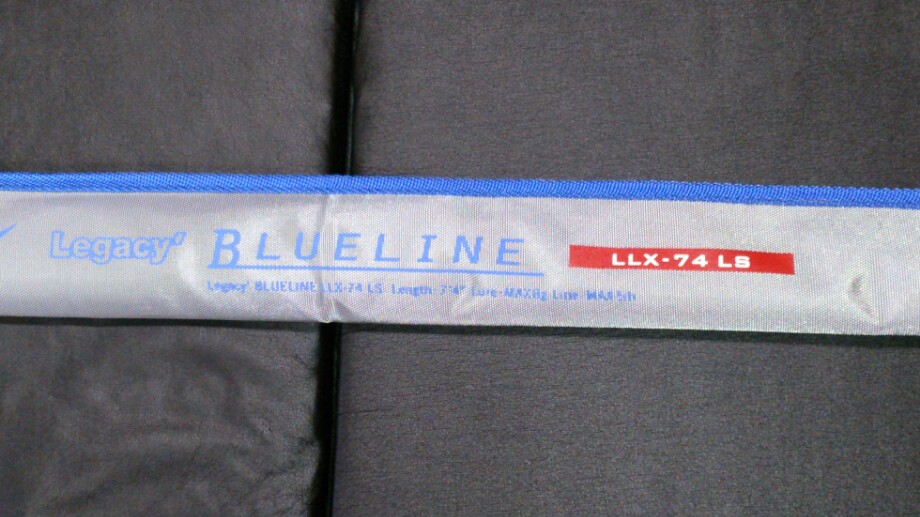 Legacy' BLUELINE LLX-74 LS
Legacy' BLUELINE LLX-74 LS Length-7'4" Lure-MAX8g Line-MAX5lb